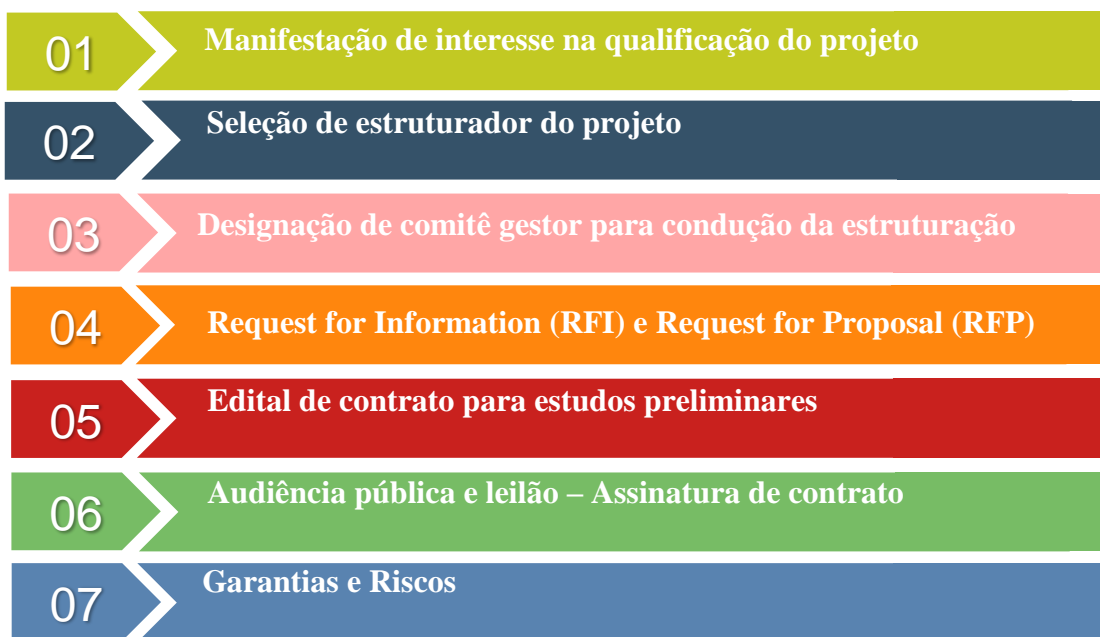 01 Manifestação de interesse na qualificação do projeto
02 Seleção de estruturador do projeto
03 Designação de comitê gestor para condução da estruturação
04 Request for Information (RFI) e Request for Proposal (RFP)
05 Edital de contrato para estudos preliminares
06 Audiência pública e leilão – Assinatura de contrato
07 Garantias e Riscos